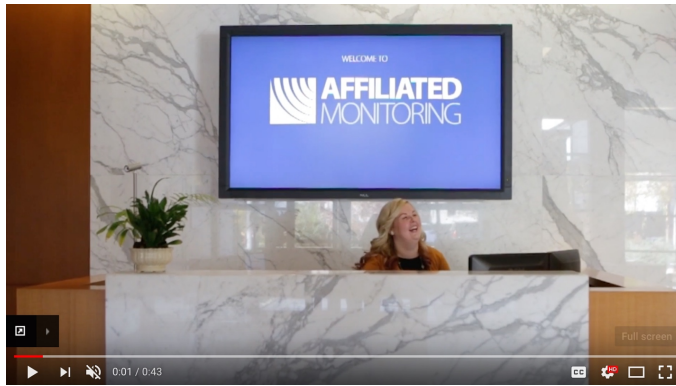 WELCOME TO
AFFILIATED
MONITORING
Full screen
0:01 / 0:43
CC
HD